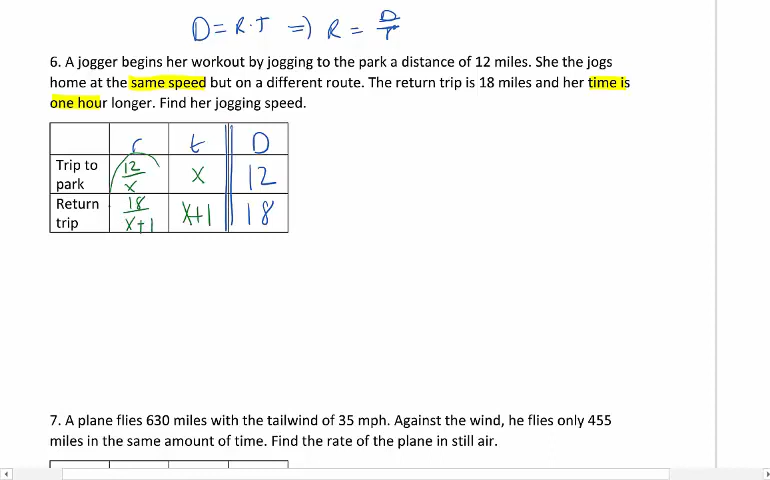 D = R·T ⇒ R = D/T
6. A jogger begins her workout by jogging to the park a distance of 12 miles. She the jogs
home at the same speed but on a different route. The return trip is 18 miles and her time is
one hour longer. Find her jogging speed.
r t D
Trip to park 12/x x 12
Return trip 18/x+1 x+1 18
7. A plane flies 630 miles with the tailwind of 35 mph. Against the wind, he flies only 455
miles in the same amount of time. Find the rate of the plane in still air.